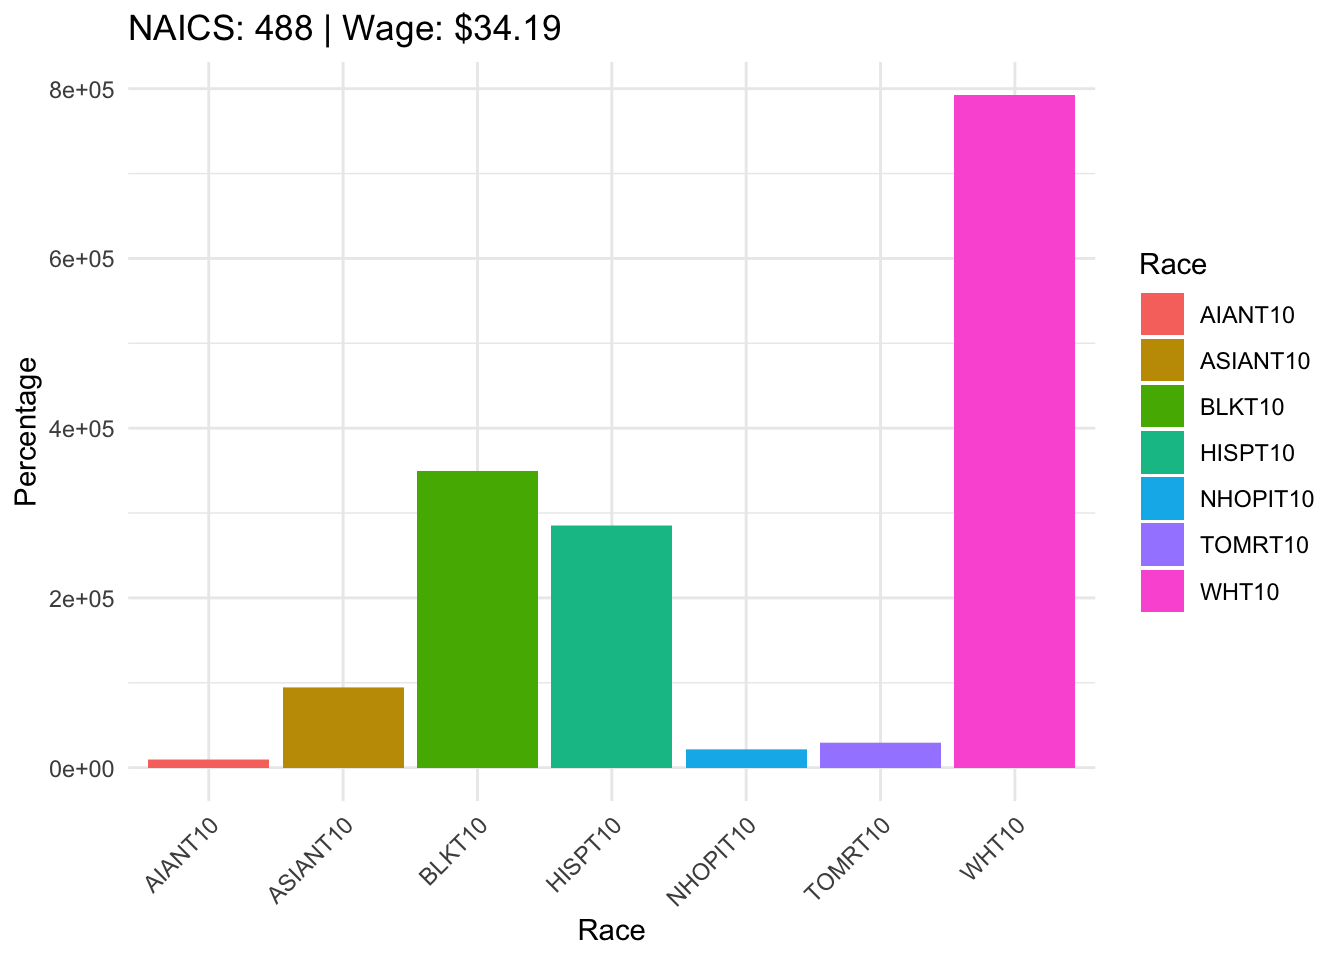 NAICS: 488 | Wage: $34.19
Percentage
8e+05
6e+05
4e+05
2e+05
0e+00
AIANT10
ASIANT10
BLKT10
HISPT10
NHOPIT10
TOMRT10
WHT10
Race
Race
AIANT10
ASIANT10
BLKT10
HISPT10
NHOPIT10
TOMRT10
WHT10